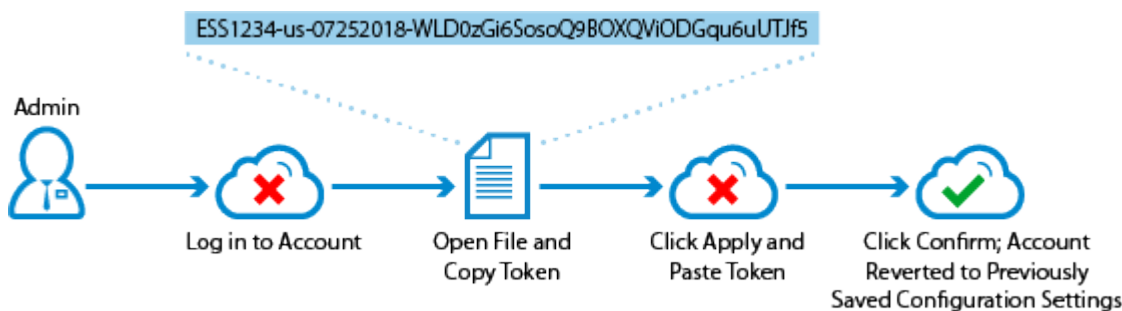 ESS1234-us-07252018-WLD0zGi6SosoQ9BOXQViODGqu6uUTJf5
Admin
Log in to Account
Open File and
Copy Token
Click Apply and
Paste Token
Click Confirm; Account
Reverted to Previously
Saved Configuration Settings